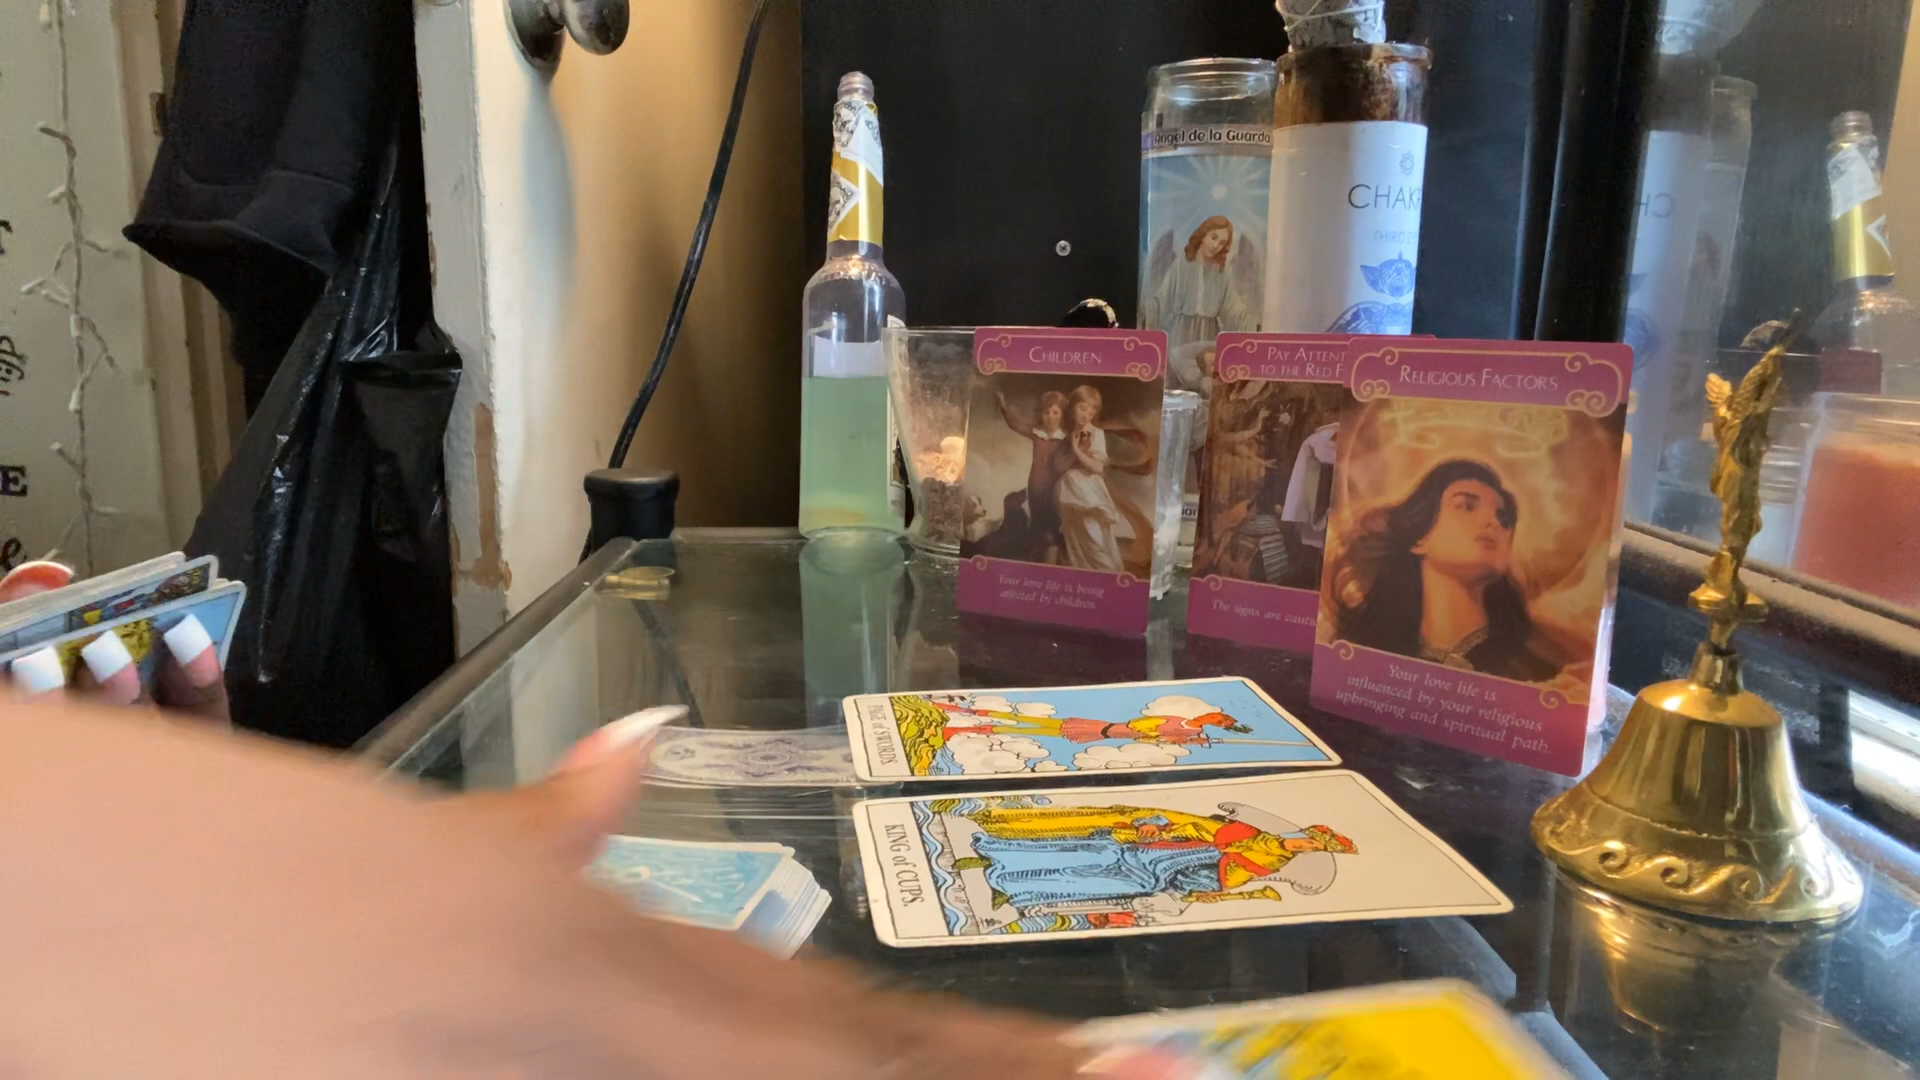 Angel de la Guarda
CHAK
THIRD
CHILDREN
Your love life is being
affected by children.
PAY ATTENT
TO THE RED F
The signs are cauti
RELIGIOUS FACTORS
Your love life is
influenced by your religious
upbringing and spiritual path.
PAGE of SWORDS
KING of CUPS.
T
E
e